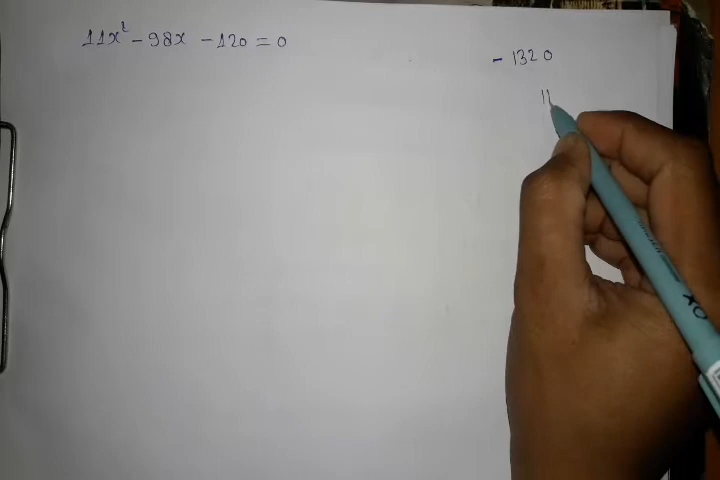 11x² - 98x - 120 = 0
- 1320
11